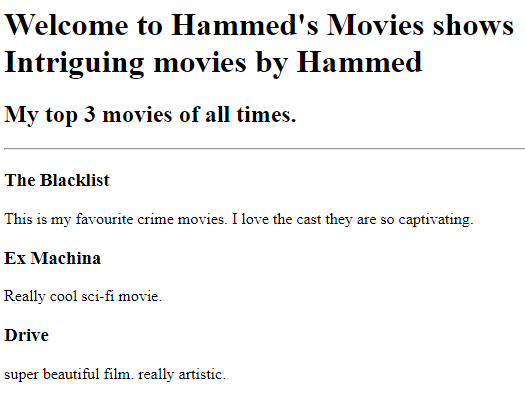 Welcome to Hammed's Movies shows
Intriguing movies by Hammed
My top 3 movies of all times.
The Blacklist
This is my favourite crime movies. I love the cast they are so captivating.
Ex Machina
Really cool sci-fi movie.
Drive
super beautiful film. really artistic.